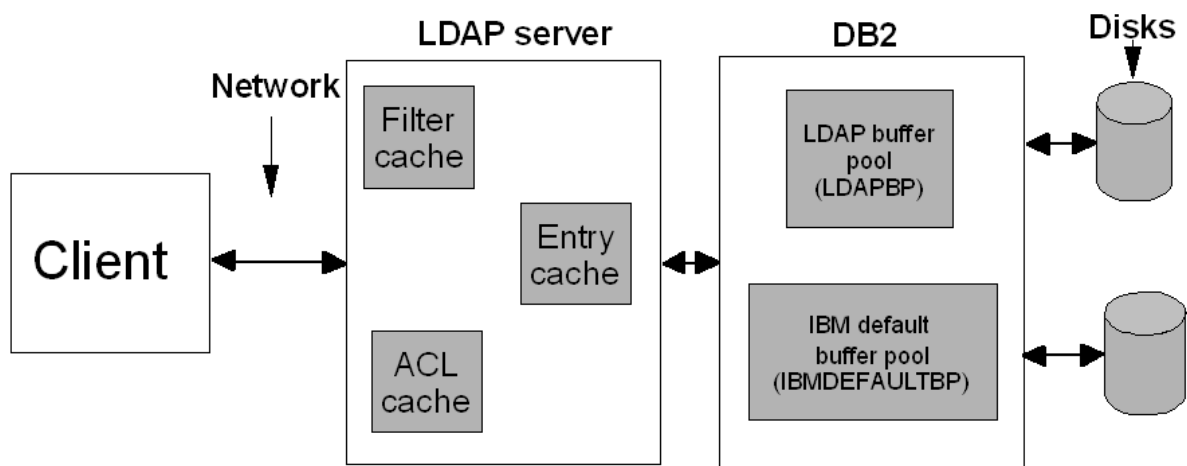 LDAP server
DB2
Disks
Network
Filter
cache
Entry
cache
ACL
cache
Client
LDAP buffer
pool
(LDAPBP)
IBM default
buffer pool
(IBMDEFAULTBP)